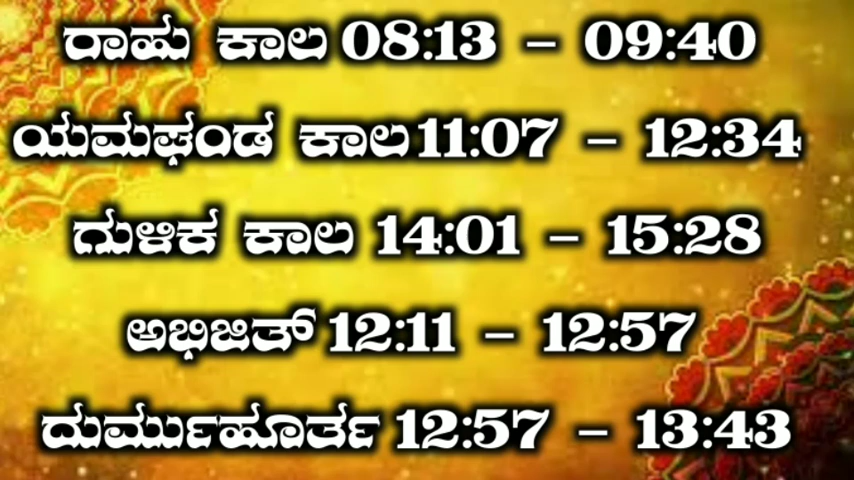 ರಾಹು ಕಾಲ 08:13 - 09:40
ಯಮಘಂಡ ಕಾಲ 11:07 - 12:34
ಗುಳಿಕ ಕಾಲ 14:01 - 15:28
ಅಭಿಜಿತ್ 12:11 - 12:57
ದುರ್ಮುಹೂರ್ತ 12:57 - 13:43